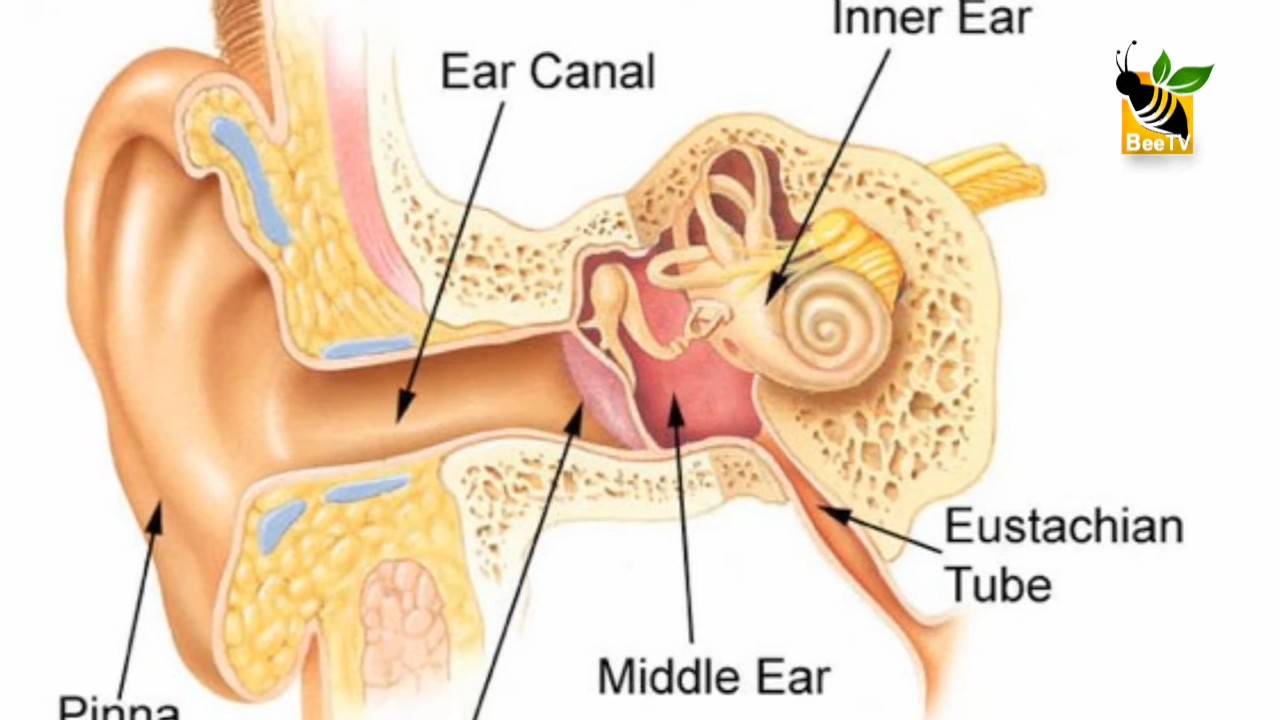 Inner Ear
Ear Canal
BeeTV
Eustachian
Tube
Middle Ear
Pinna